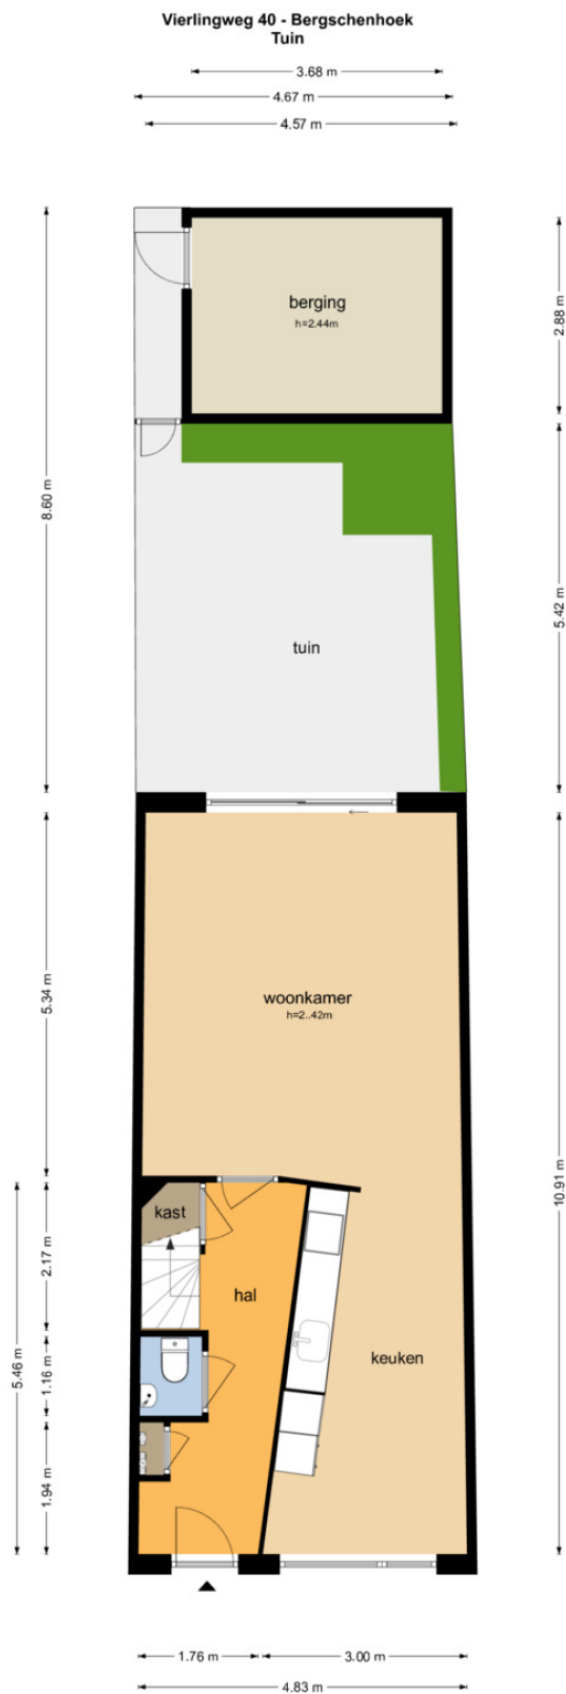 Vierlingweg 40 - Bergschenhoek
Tuin
3.68 m
4.67 m
4.57 m
berging
h=2.44m
2.88 m
8.60 m
5.42 m
tuin
woonkamer
h=2..42m
5.34 m
10.91 m
kast
2.17 m
hal
keuken
5.46 m
1.16 m
1.94 m
1.76 m
3.00 m
4.83 m